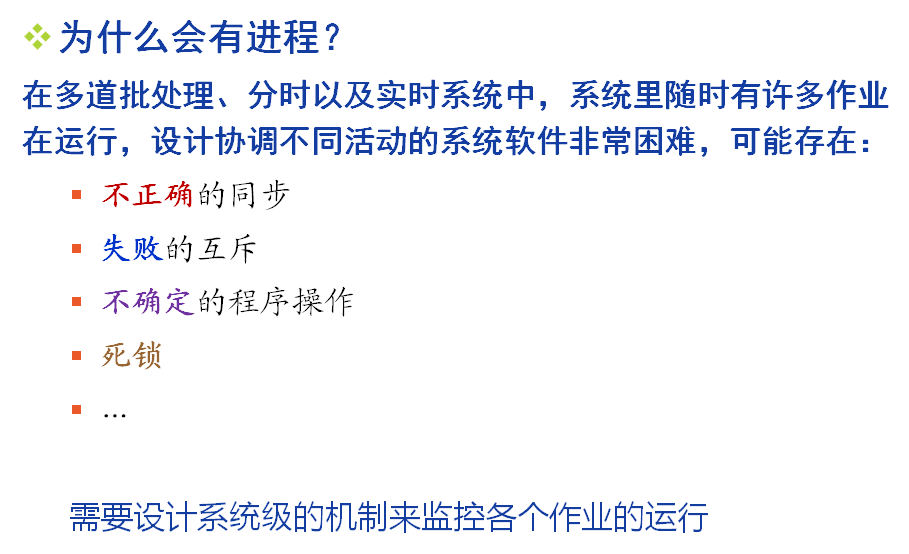 为什么会有进程？
在多道批处理、分时以及实时系统中，系统里随时有许多作业
在运行，设计协调不同活动的系统软件非常困难，可能存在：
不正确的同步
失败的互斥
不确定的程序操作
死锁
...
需要设计系统级的机制来监控各个作业的运行